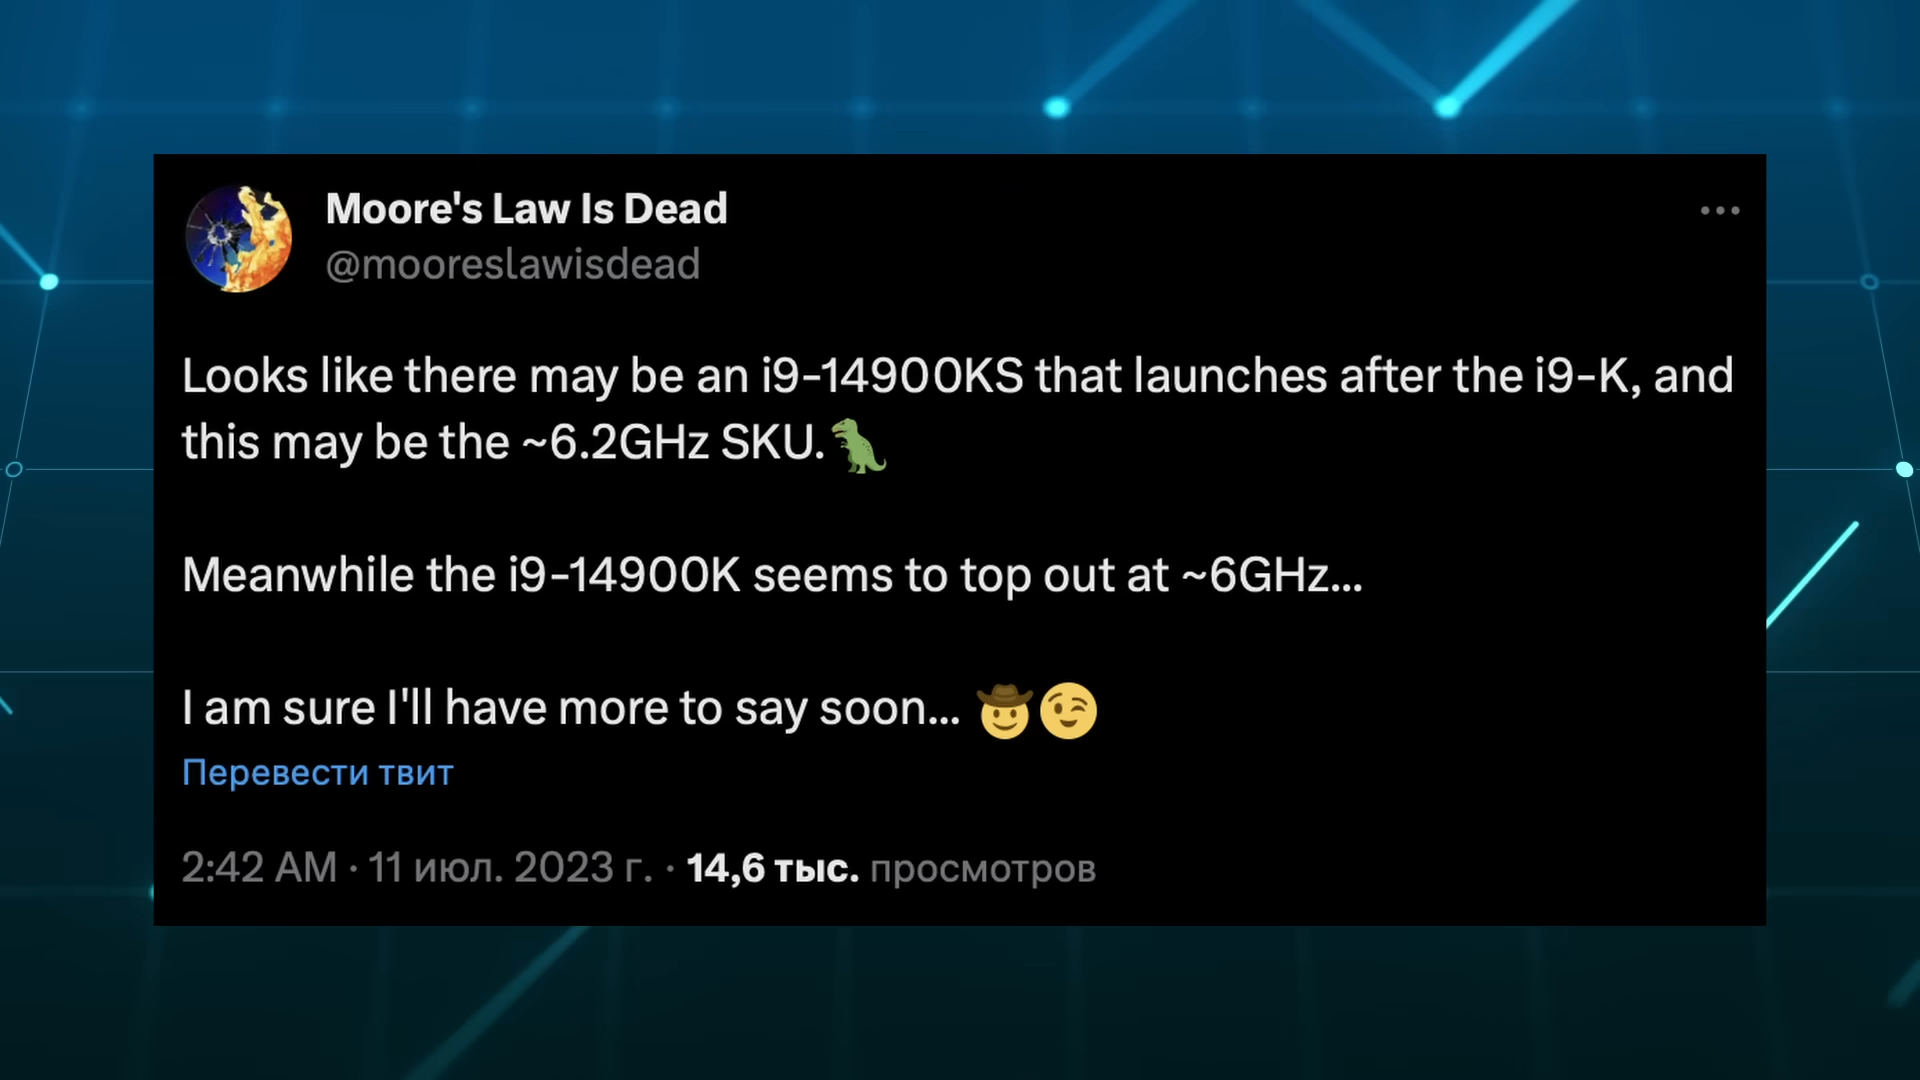 Moore's Law Is Dead
@mooreslawisdead
Looks like there may be an i9-14900KS that launches after the i9-K, and
this may be the ~6.2GHz SKU.🦖
Meanwhile the i9-14900K seems to top out at ~6GHz...
I am sure I'll have more to say soon... 🤠😉
Перевести твит
2:42 AM · 11 июл. 2023 г. · 14,6 тыс. просмотров